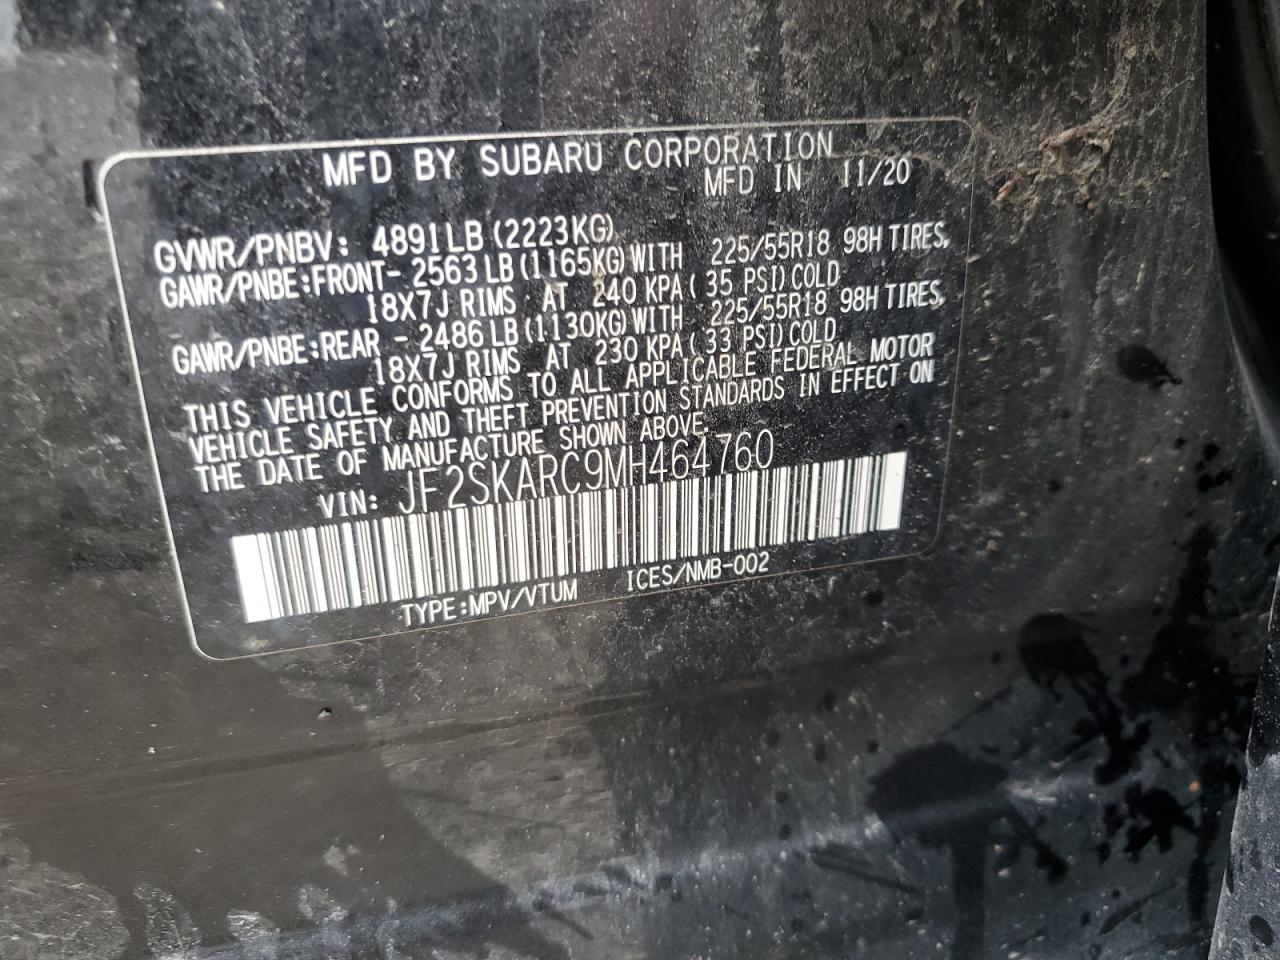 MFD BY SUBARU CORPORATION
MFD IN 11/20
GVWR/PNBV: 4891LB (2223KG)
GAWR/PNBE:FRONT- 2563LB (1165KG) WITH 225/55R18 98H TIRES,
18X7J RIMS AT 240 KPA ( 35 PSI) COLD
GAWR/PNBE:REAR - 2486LB (1130KG) WITH 225/55R18 98H TIRES,
18X7J RIMS AT 230 KPA ( 33 PSI) COLD
THIS VEHICLE CONFORMS TO ALL APPLICABLE FEDERAL MOTOR
VEHICLE SAFETY AND THEFT PREVENTION STANDARDS IN EFFECT ON
THE DATE OF MANUFACTURE SHOWN ABOVE.
VIN: JF2SKARC9MH464760
TYPE:MPV/VTUM ICES/NMB-002